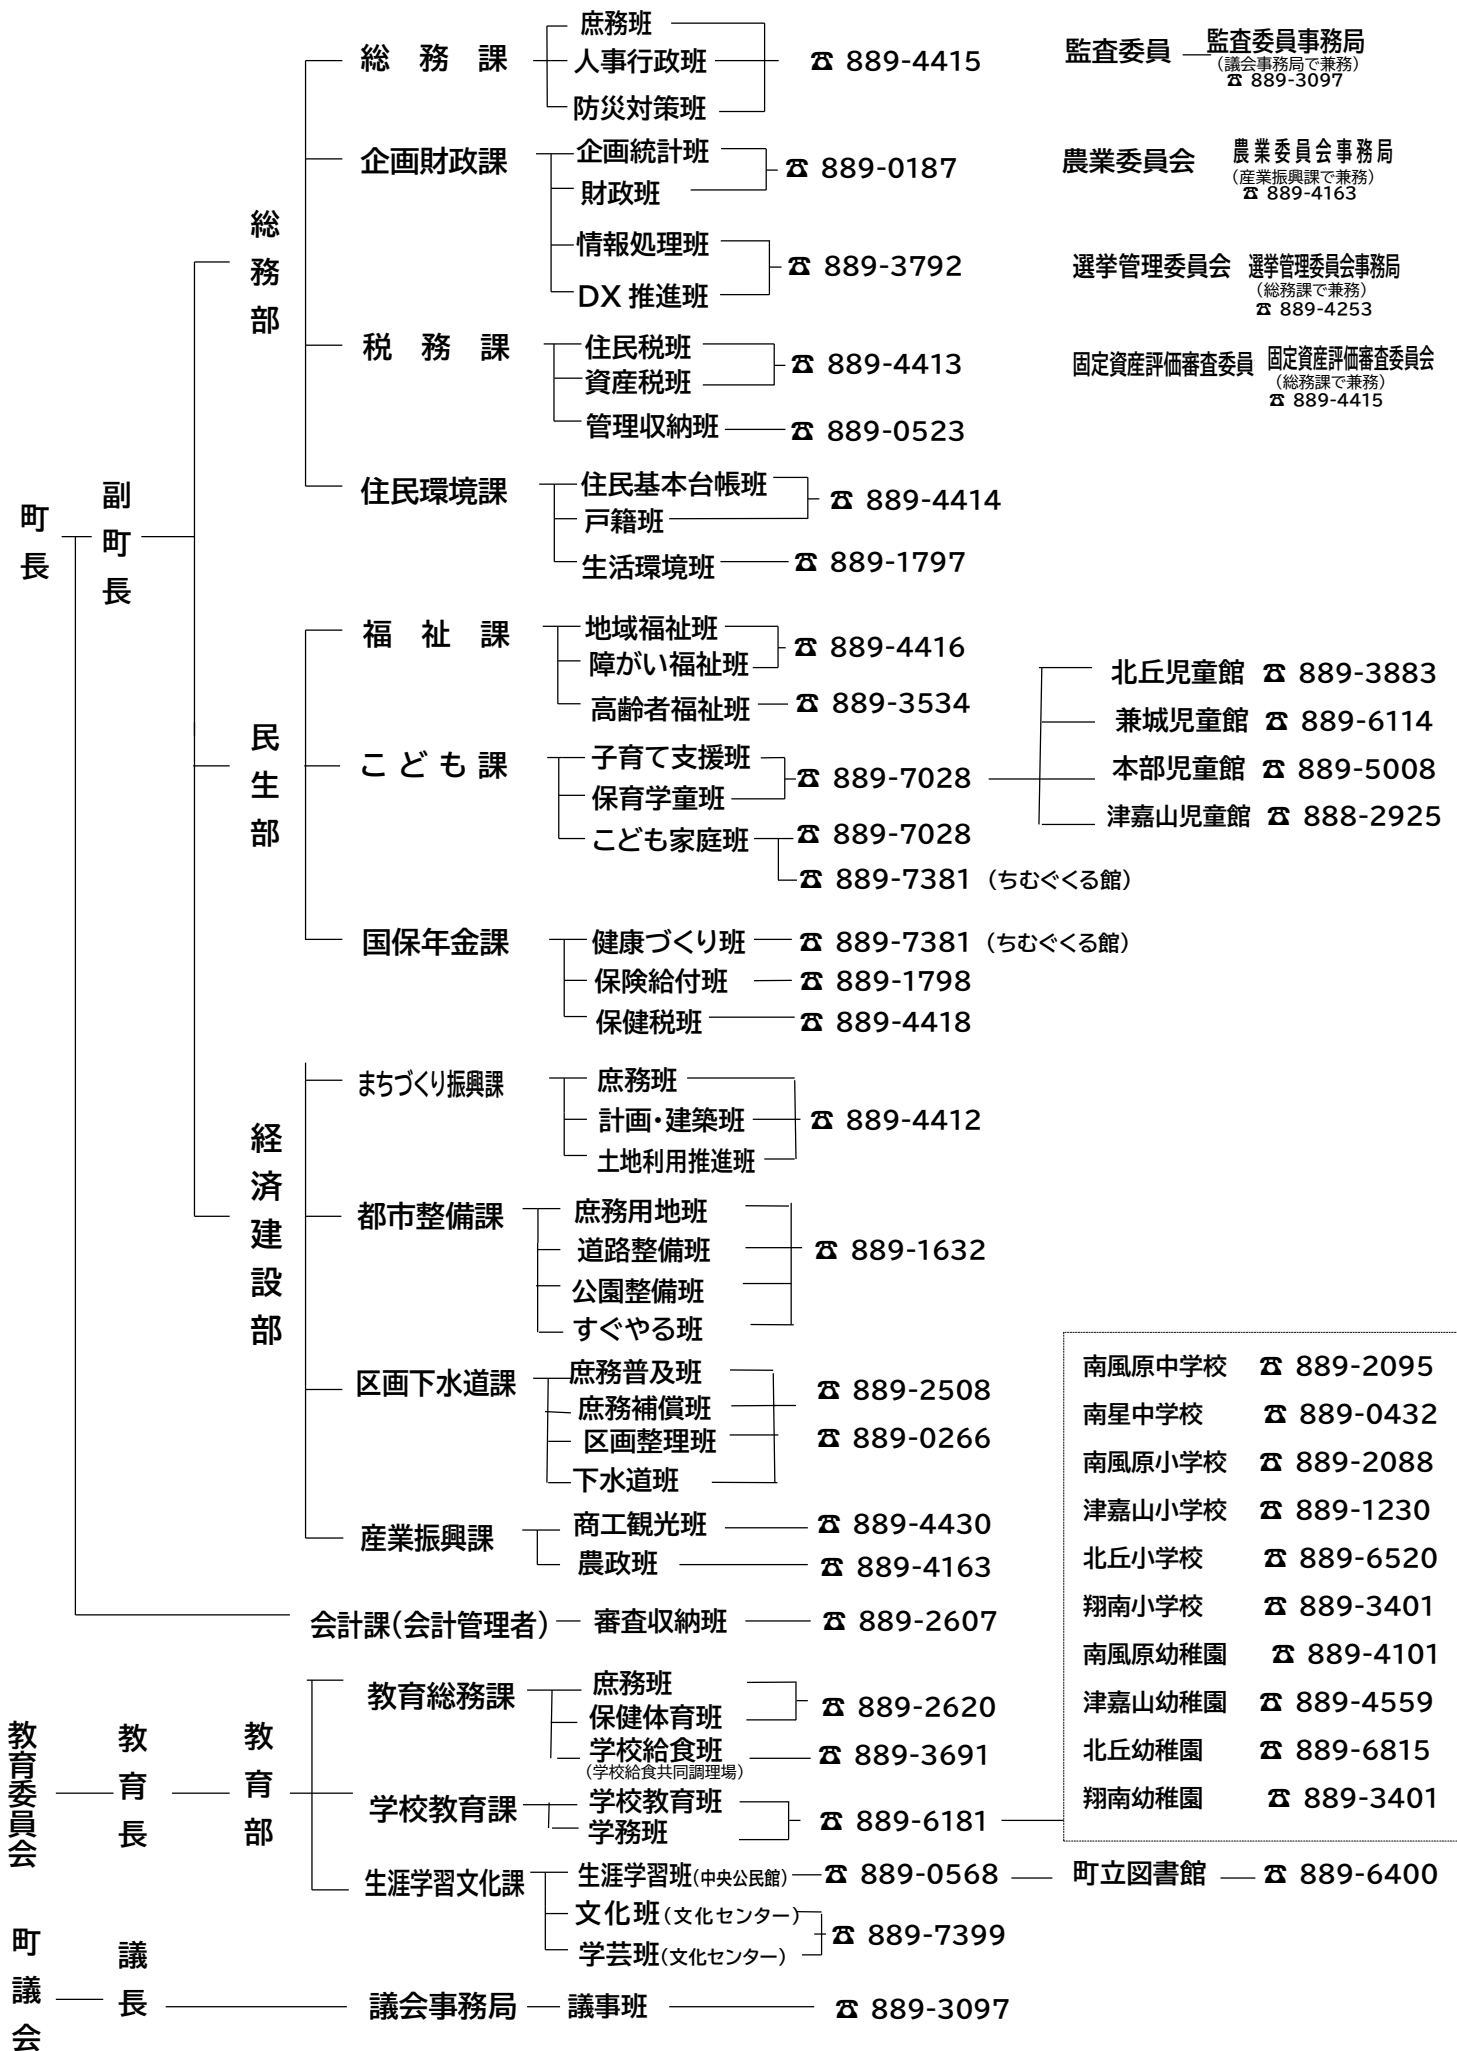 町長
副町長
総務部
総務課
庶務班
人事行政班
防災対策班
☎ 889-4415
企画財政課
企画統計班
財政班
☎ 889-0187
情報処理班
DX 推進班
☎ 889-3792
税務課
住民税班
資産税班
☎ 889-4413
管理収納班
☎ 889-0523
住民環境課
住民基本台帳班
戸籍班
☎ 889-4414
生活環境班
☎ 889-1797
民生部
福祉課
地域福祉班
障がい福祉班
☎ 889-4416
高齢者福祉班
☎ 889-3534
こども課
子育て支援班
保育学童班
☎ 889-7028
北丘児童館 ☎ 889-3883
兼城児童館 ☎ 889-6114
本部児童館 ☎ 889-5008
津嘉山児童館 ☎ 888-2925
こども家庭班
☎ 889-7028
☎ 889-7381 (ちむぐくる館)
国保年金課
健康づくり班
☎ 889-7381 (ちむぐくる館)
保険給付班
☎ 889-1798
保健税班
☎ 889-4418
経済建設部
まちづくり振興課
庶務班
計画・建築班
土地利用推進班
☎ 889-4412
都市整備課
庶務用地班
道路整備班
公園整備班
すぐやる班
☎ 889-1632
区画下水道課
庶務普及班
庶務補償班
区画整理班
下水道班
☎ 889-2508
☎ 889-0266
産業振興課
商工観光班
☎ 889-4430
農政班
☎ 889-4163
会計課(会計管理者)
審査収納班
☎ 889-2607
教育委員会
教育長
教育部
教育総務課
庶務班
保健体育班
☎ 889-2620
学校給食班
(学校給食共同調理場)
☎ 889-3691
学校教育課
学校教育班
学務班
☎ 889-6181
南風原中学校 ☎ 889-2095
南星中学校 ☎ 889-0432
南風原小学校 ☎ 889-2088
津嘉山小学校 ☎ 889-1230
北丘小学校 ☎ 889-6520
翔南小学校 ☎ 889-3401
南風原幼稚園 ☎ 889-4101
津嘉山幼稚園 ☎ 889-4559
北丘幼稚園 ☎ 889-6815
翔南幼稚園 ☎ 889-3401
生涯学習文化課
生涯学習班(中央公民館)
☎ 889-0568
町立図書館
☎ 889-6400
文化班(文化センター)
学芸班(文化センター)
☎ 889-7399
町議会
議長
議会事務局
議事班
☎ 889-3097
監査委員
監査委員事務局
(議会事務局で兼務)
☎ 889-3097
農業委員会
農業委員会事務局
(産業振興課で兼務)
☎ 889-4163
選挙管理委員会
選挙管理委員会事務局
(総務課で兼務)
☎ 889-4253
固定資産評価審査委員
固定資産評価審査委員会
(総務課で兼務)
☎ 889-4415